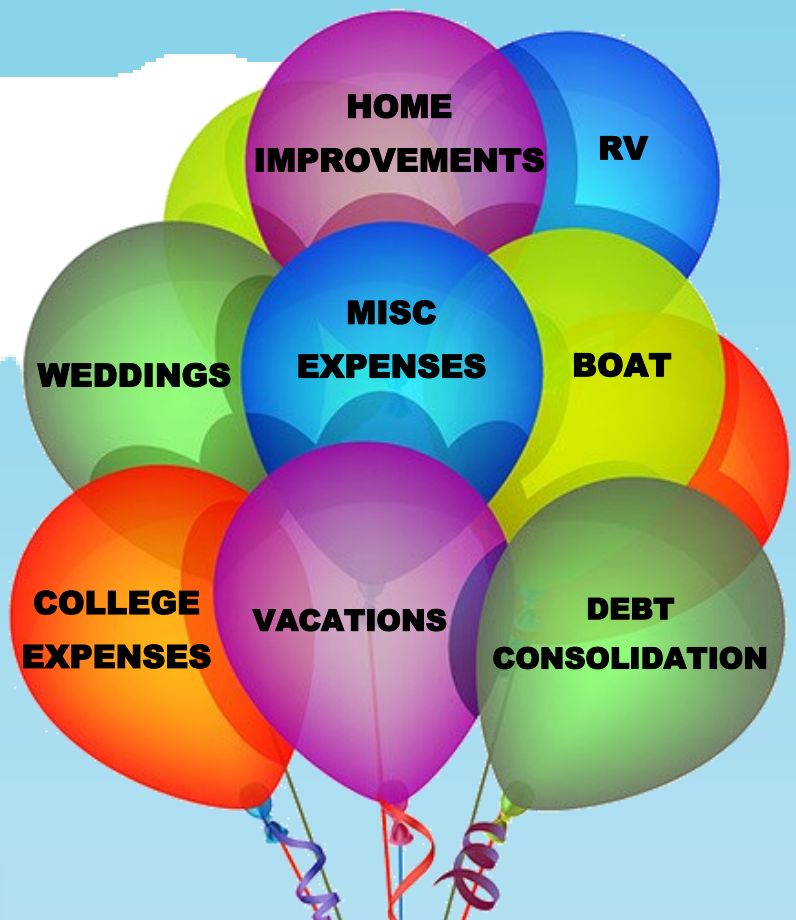 HOME
IMPROVEMENTS
RV
MISC
EXPENSES
WEDDINGS
BOAT
COLLEGE
EXPENSES
VACATIONS
DEBT
CONSOLIDATION